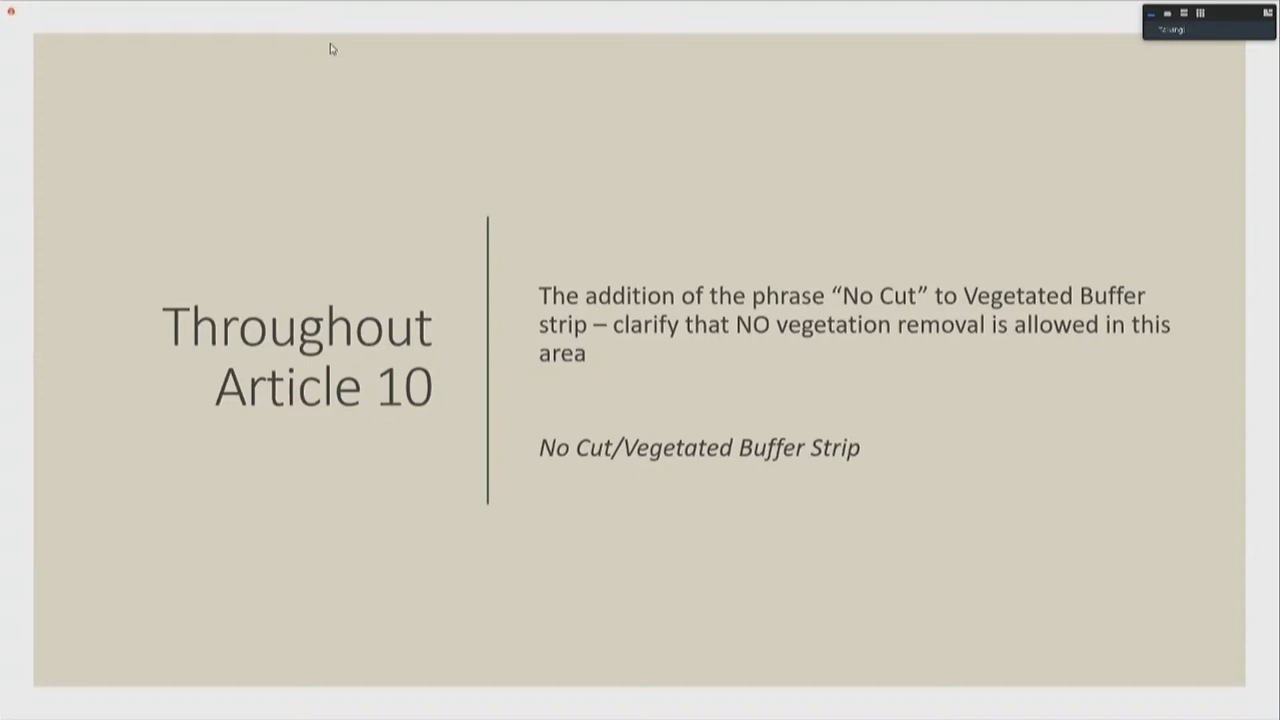 Throughout
Article 10
The addition of the phrase “No Cut” to Vegetated Buffer
strip – clarify that NO vegetation removal is allowed in this
area
No Cut/Vegetated Buffer Strip